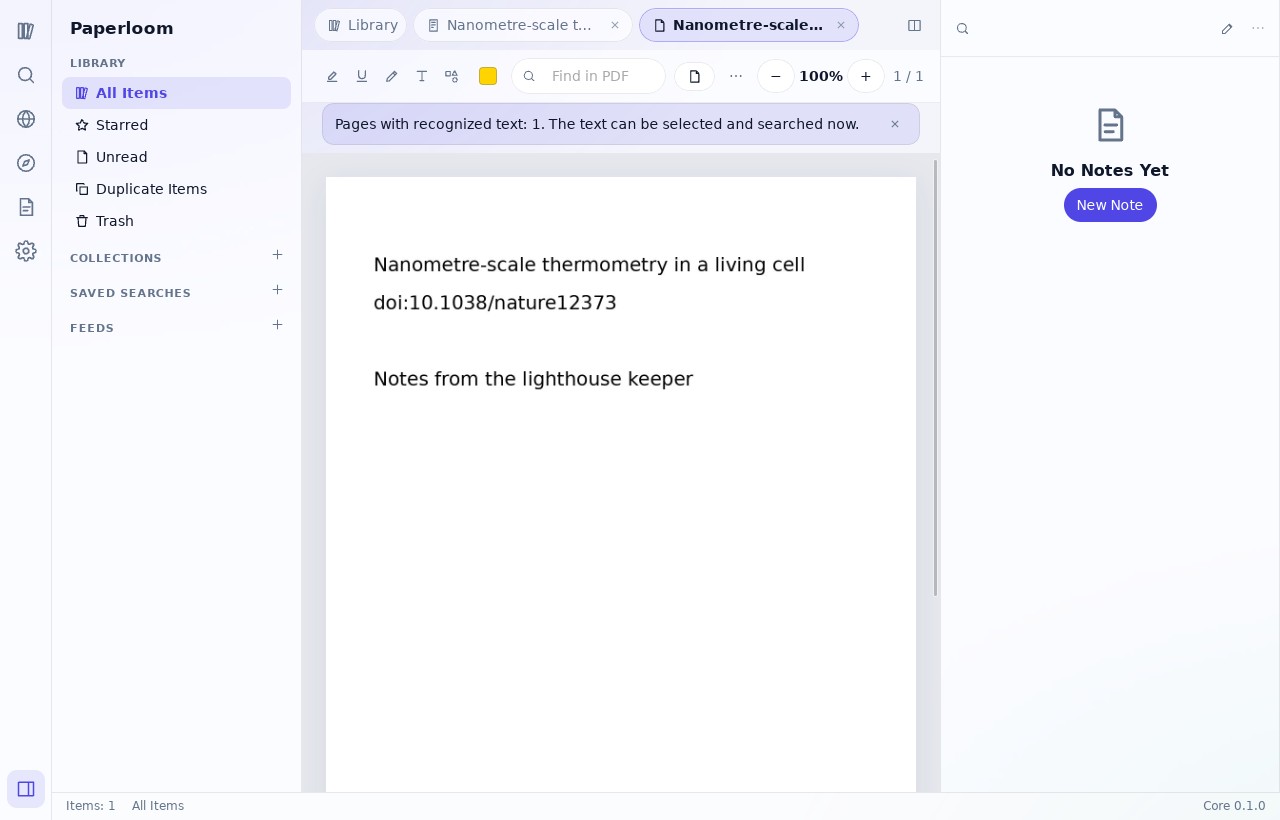 Paperloom
LIBRARY
All Items
Starred
Unread
Duplicate Items
Trash
COLLECTIONS
SAVED SEARCHES
FEEDS
Library
Nanometre-scale t...
Nanometre-scale...
Find in PDF
100%
1 / 1
Pages with recognized text: 1. The text can be selected and searched now.
Nanometre-scale thermometry in a living cell
doi:10.1038/nature12373
Notes from the lighthouse keeper
No Notes Yet
New Note
Items: 1
All Items
Core 0.1.0